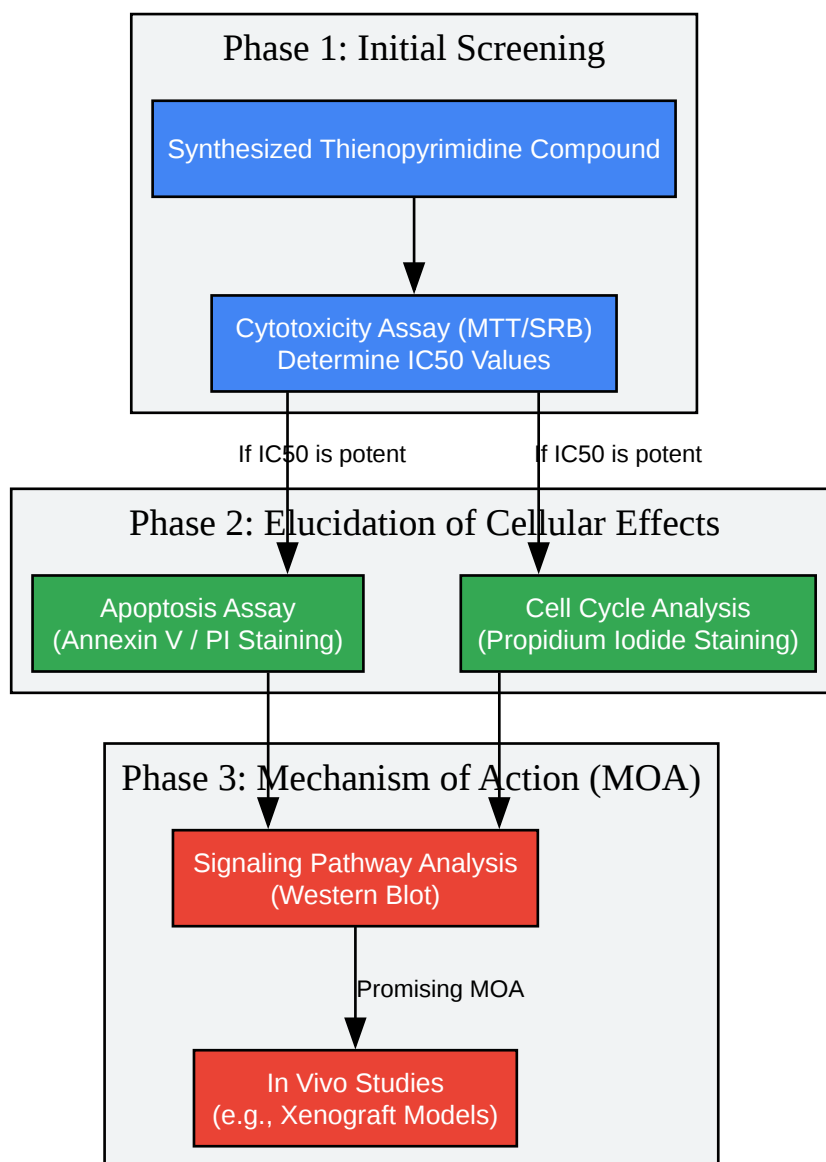 Phase 1: Initial Screening
Synthesized Thienopyrimidine Compound
Cytotoxicity Assay (MTT/SRB)
Determine IC50 Values
If IC50 is potent
If IC50 is potent
Phase 2: Elucidation of Cellular Effects
Apoptosis Assay
(Annexin V / PI Staining)
Cell Cycle Analysis
(Propidium Iodide Staining)
Phase 3: Mechanism of Action (MOA)
Signaling Pathway Analysis
(Western Blot)
Promising MOA
In Vivo Studies
(e.g., Xenograft Models)